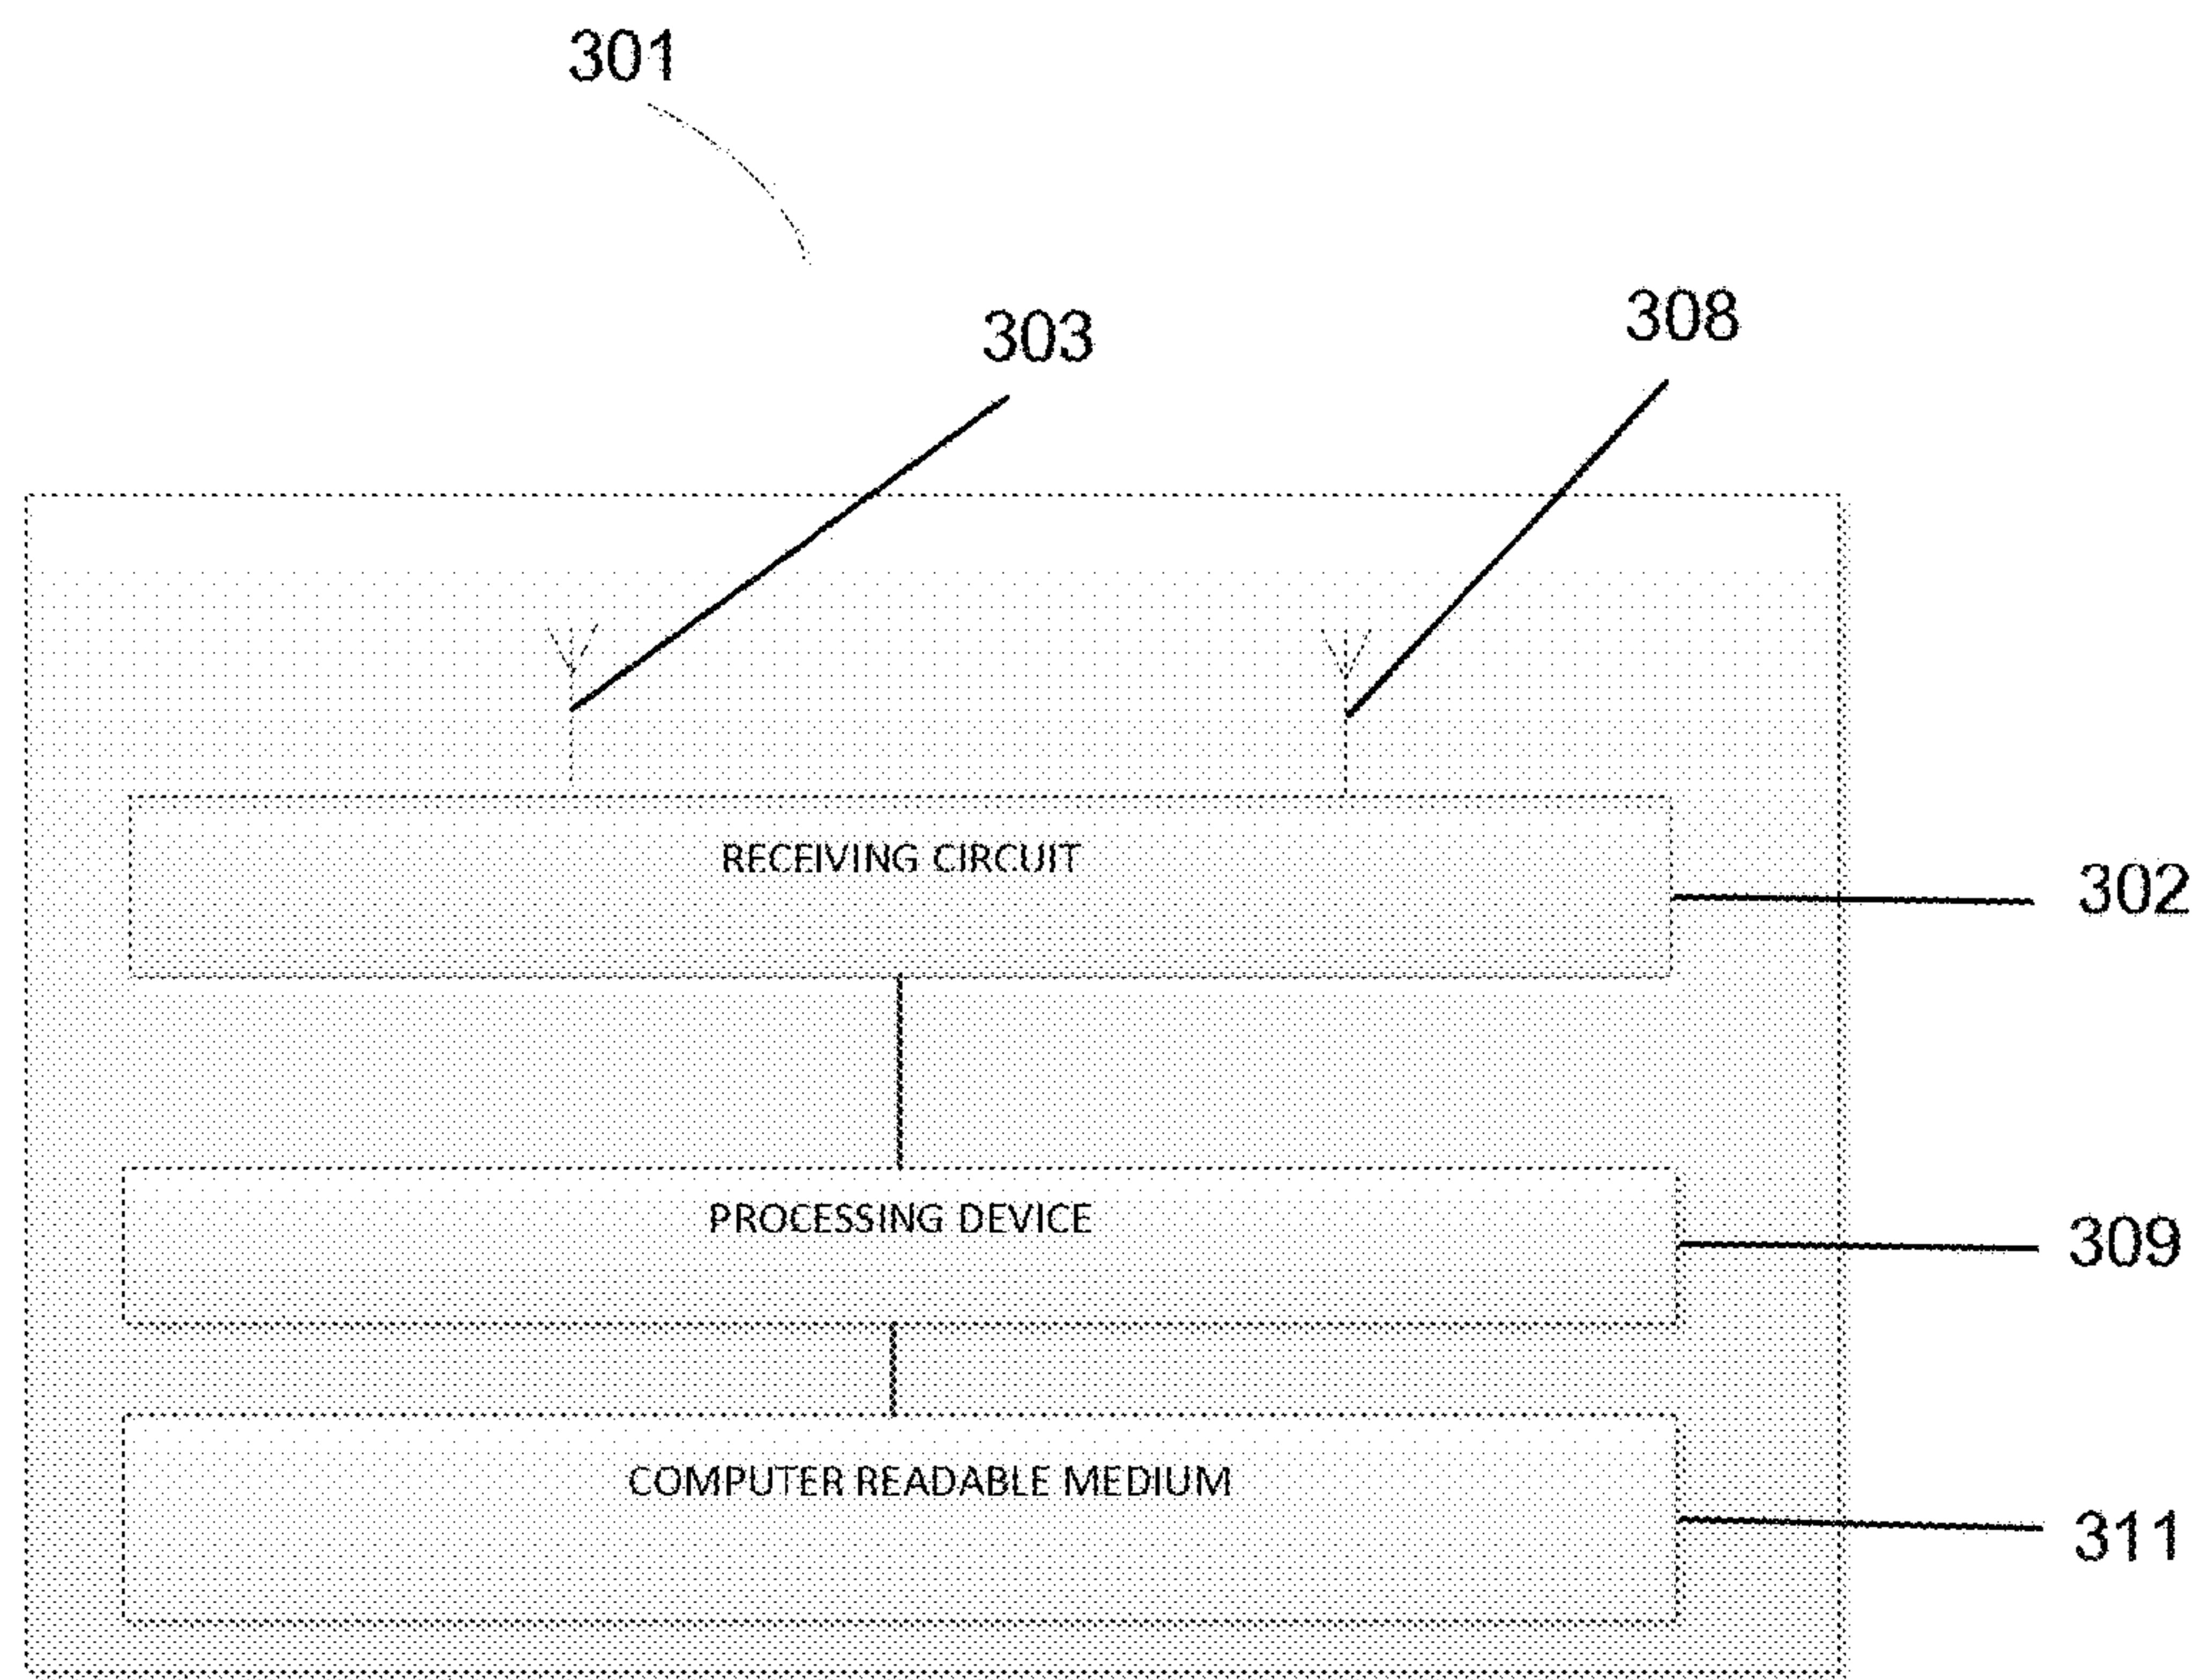 301
303
308
RECEIVING CIRCUIT
302
PROCESSING DEVICE
309
COMPUTER READABLE MEDIUM
311